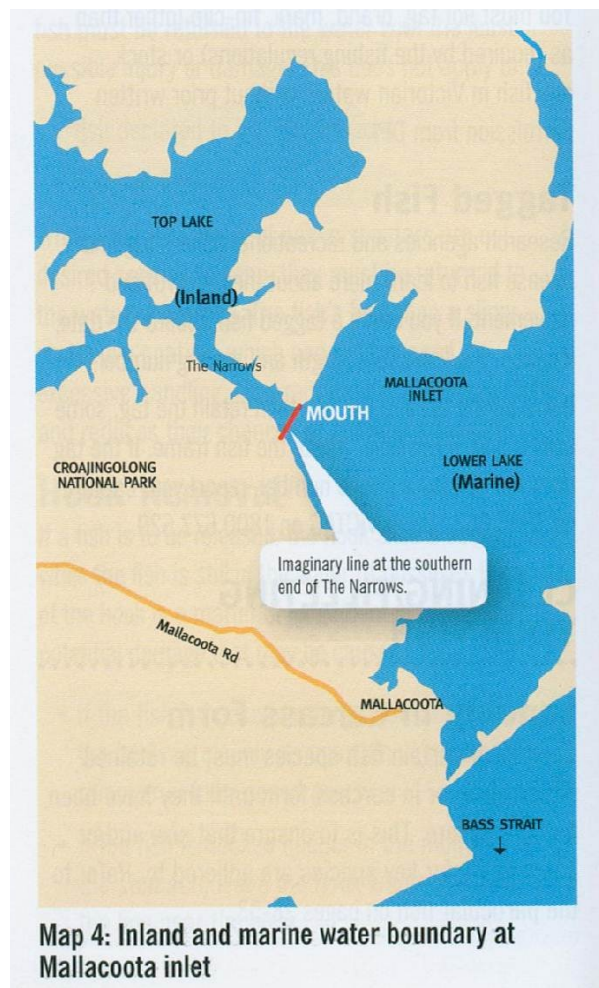 TOP LAKE
(Inland)
The Narrows
MALLACOOTA
INLET
MOUTH
LOWER LAKE
(Marine)
CROAJINGOLONG
NATIONAL PARK
Imaginary line at the southern
end of The Narrows.
Mallacoota Rd
MALLACOOTA
BASS STRAIT
Map 4: Inland and marine water boundary at
Mallacoota inlet